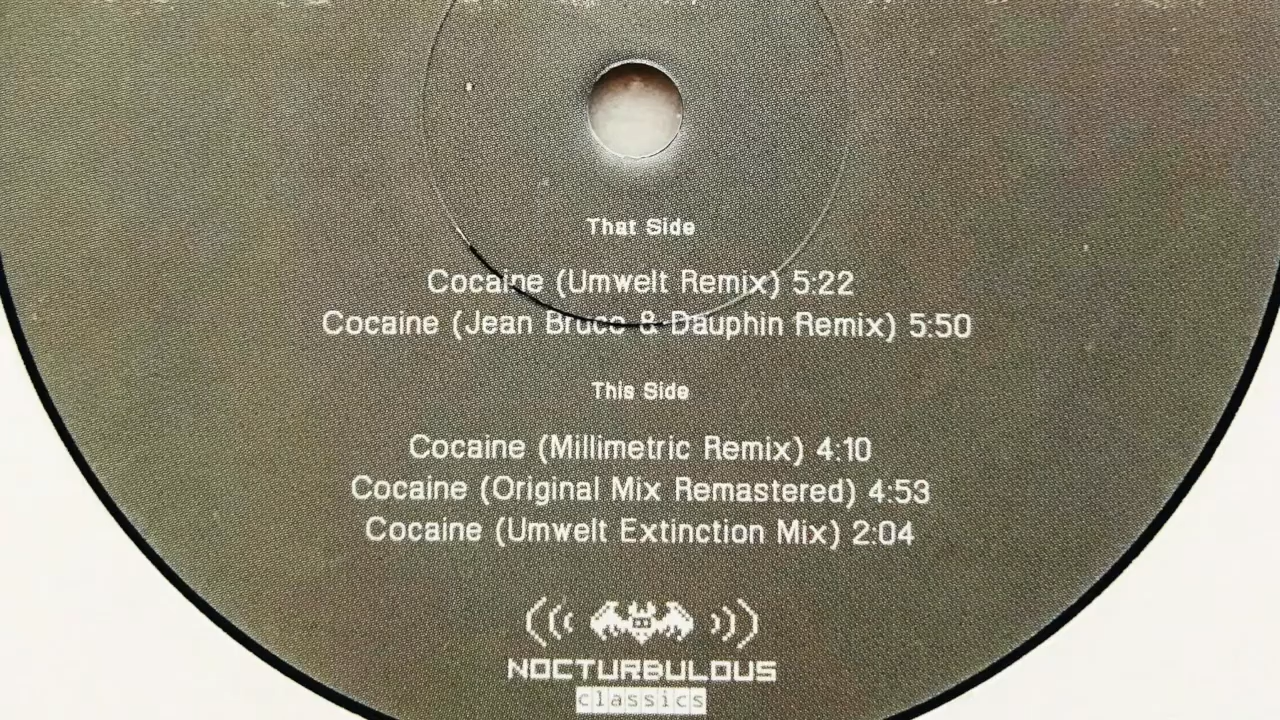 That Side
Cocaine (Umwelt Remix) 5:22
Cocaine (Jean Bruce & Dauphin Remix) 5:50
This Side
Cocaine (Millimetric Remix) 4:10
Cocaine (Original Mix Remastered) 4:53
Cocaine (Umwelt Extinction Mix) 2:04
NOCTURBULOUS
classics